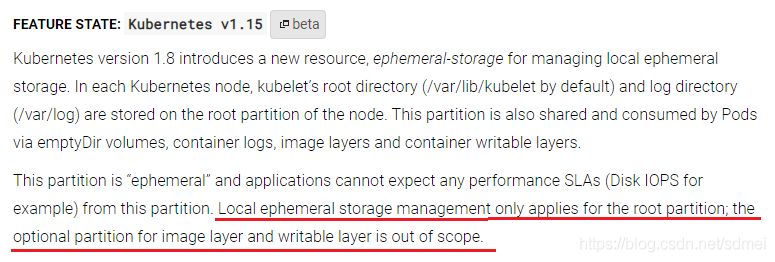 FEATURE STATE: Kubernetes v1.15 beta
Kubernetes version 1.8 introduces a new resource, ephemeral-storage for managing local ephemeral
storage. In each Kubernetes node, kubelet’s root directory (/var/lib/kubelet by default) and log directory
(/var/log) are stored on the root partition of the node. This partition is also shared and consumed by Pods
via emptyDir volumes, container logs, image layers and container writable layers.
This partition is “ephemeral” and applications cannot expect any performance SLAs (Disk IOPS for
example) from this partition. Local ephemeral storage management only applies for the root partition; the
optional partition for image layer and writable layer is out of scope.
https://blog.csdn.net/sdmei